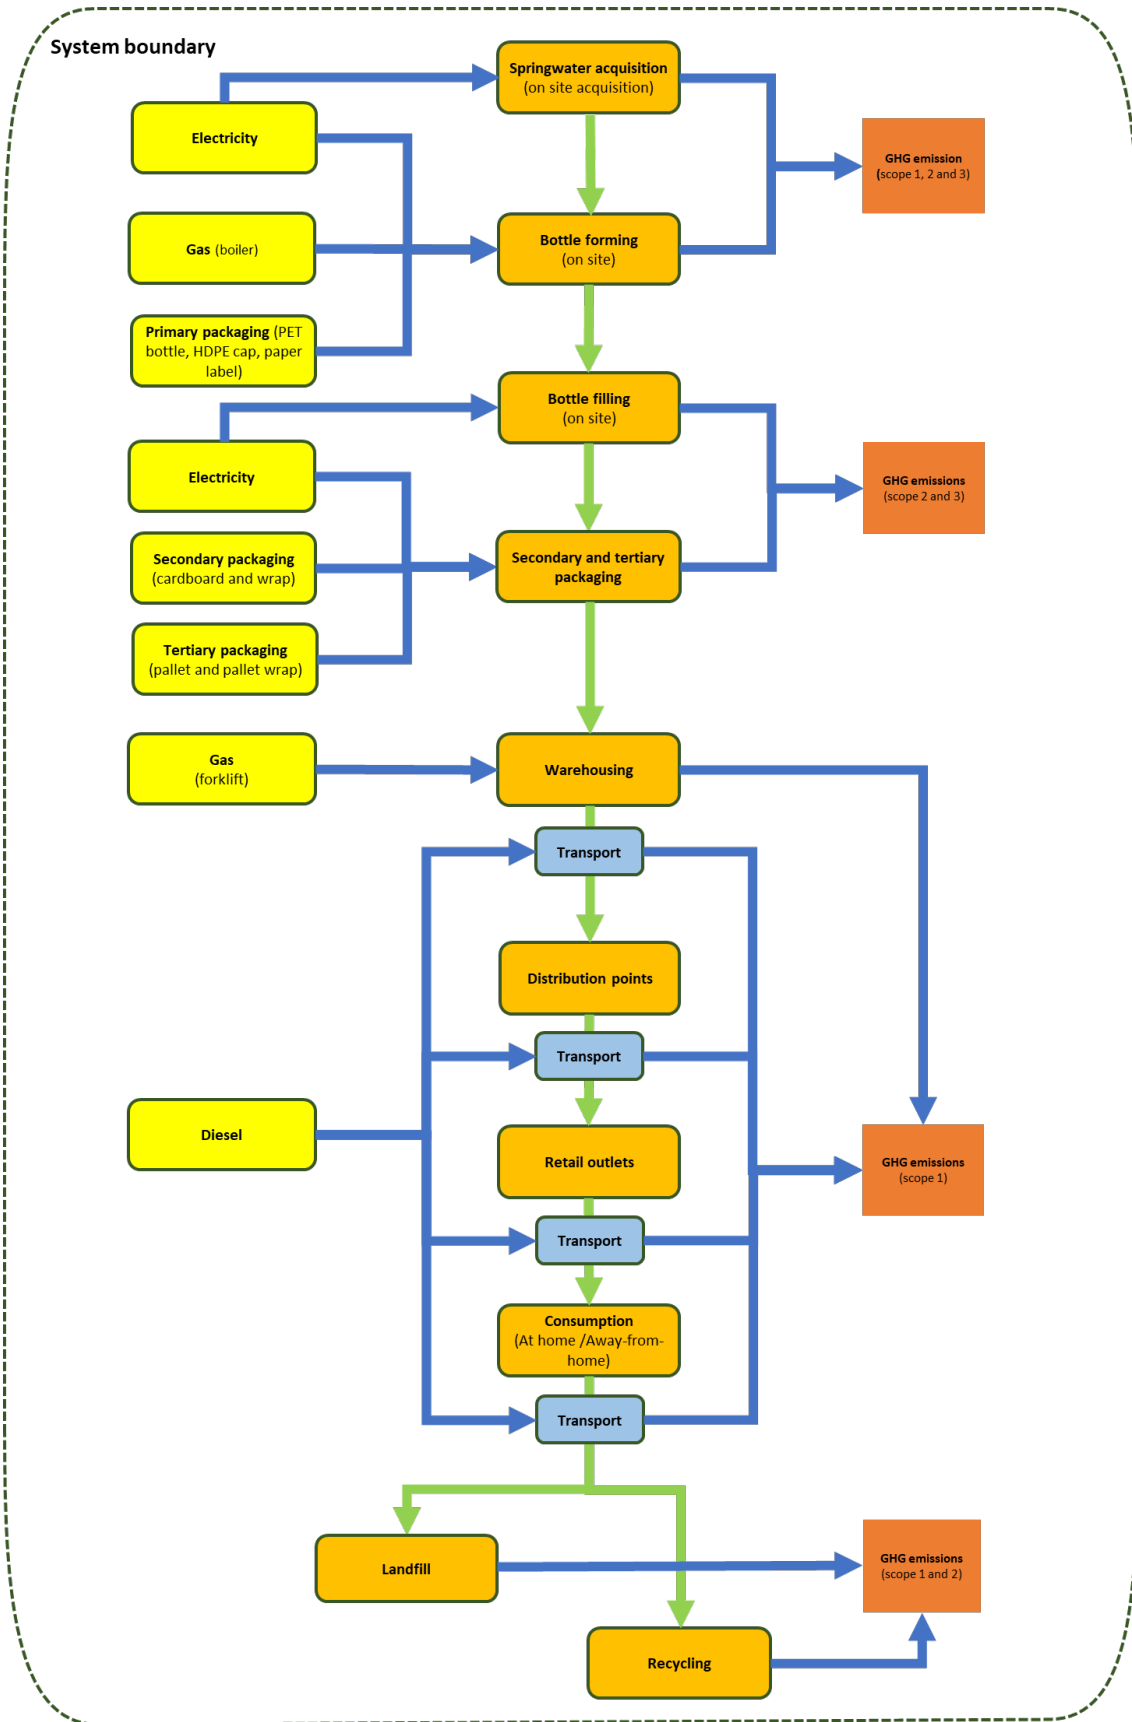 System boundary
Springwater acquisition
(on site acquisition)
Electricity
GHG emission
(scope 1, 2 and 3)
Gas (boiler)
Bottle forming
(on site)
Primary packaging (PET
bottle, HDPE cap, paper
label)
Bottle filling
(on site)
Electricity
GHG emissions
(scope 2 and 3)
Secondary packaging
(cardboard and wrap)
Secondary and tertiary
packaging
Tertiary packaging
(pallet and pallet wrap)
Gas
(forklift)
Warehousing
Transport
Distribution points
Transport
Diesel
Retail outlets
GHG emissions
(scope 1)
Transport
Consumption
(At home /Away-from-
home)
Transport
Landfill
GHG emissions
(scope 1 and 2)
Recycling